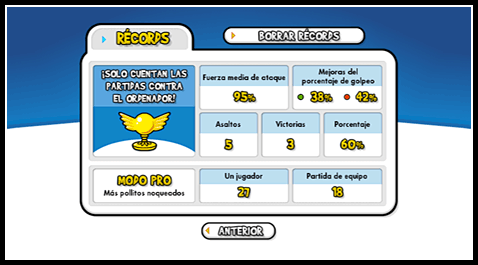 RÉCORDS
BORRAR RÉCORDS
¡SOLO CUENTAN LAS
PARTIDAS CONTRA
EL ORDENADOR!
Fuerza media de ataque
95%
Mejoras del
porcentaje de golpeo
38% 42%
Asaltos
5
Victorias
3
Porcentaje
60%
MODO PRO
Más pollitos noqueados
Un jugador
27
Partida de equipo
18
ANTERIOR